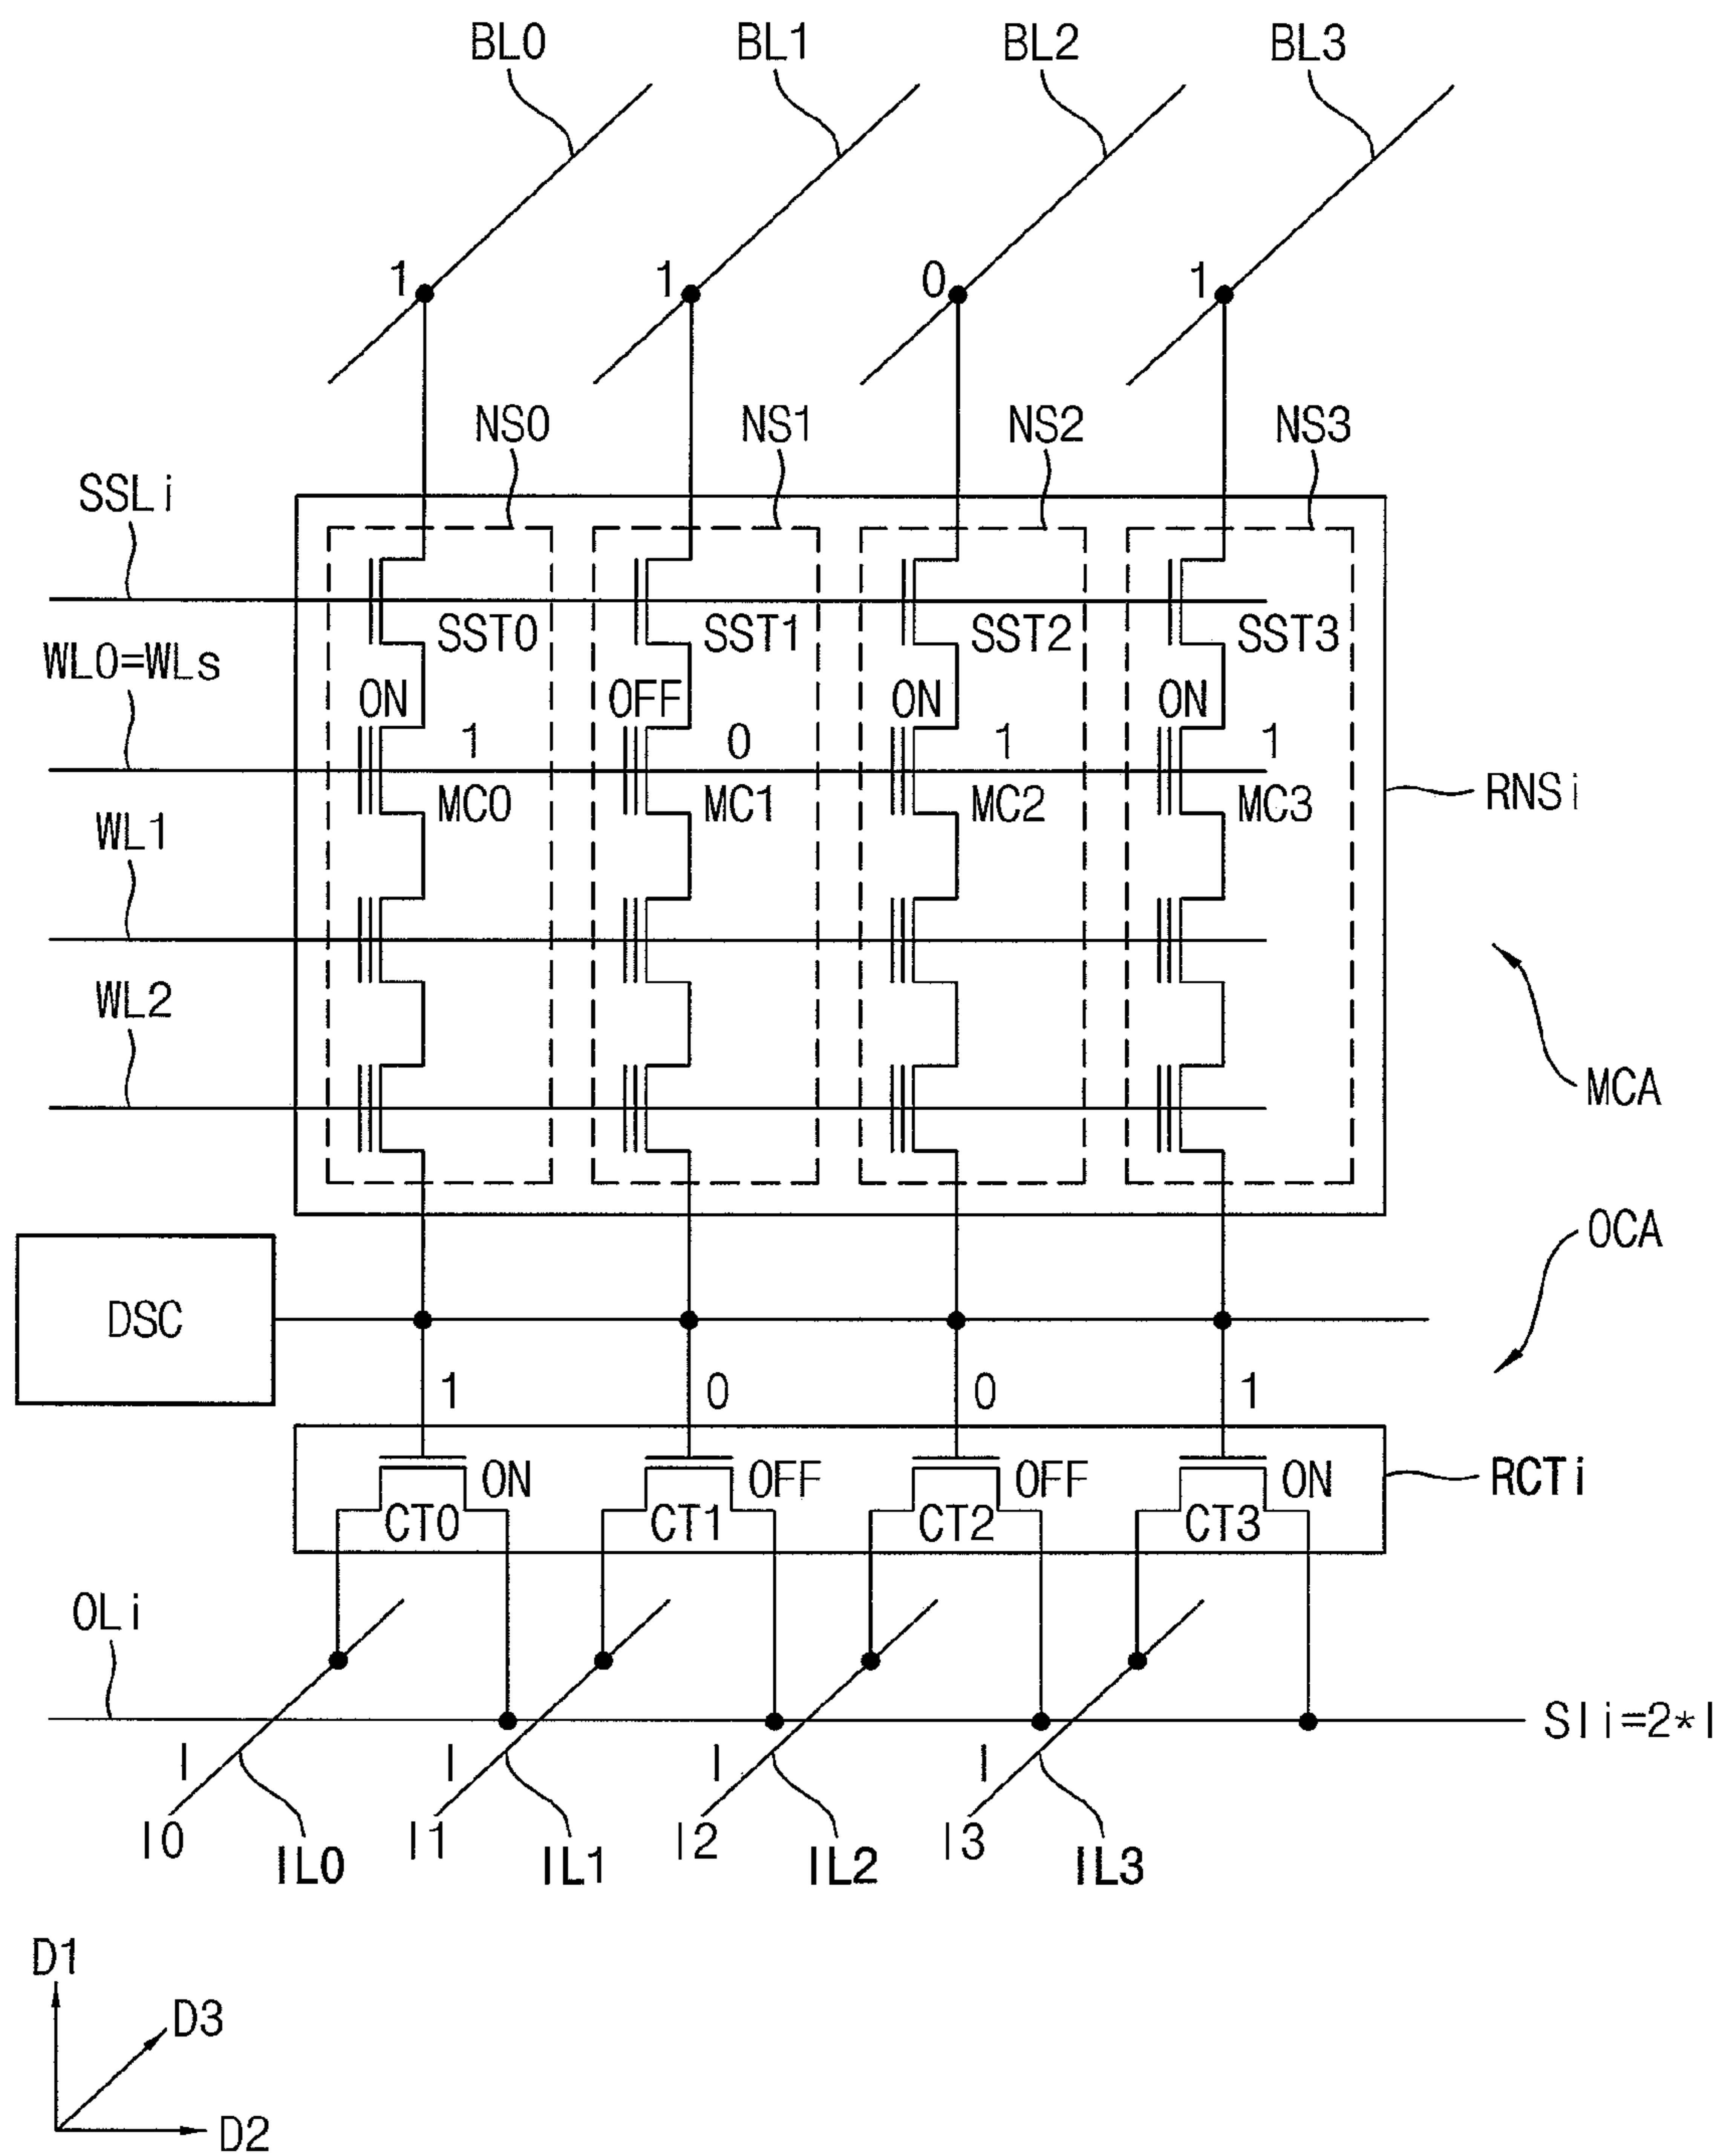 BL0 BL1 BL2 BL3
1 1 0 1
NS0 NS1 NS2 NS3
SSLi
SST0 SST1 SST2 SST3
WL0=WLs
ON OFF ON ON
1 0 1 1
MC0 MC1 MC2 MC3
RNSi
WL1
WL2
MCA
OCA
DSC
1 0 0 1
ON OFF OFF ON
RCTi
CT0 CT1 CT2 CT3
OLi
SIi=2*I
I I I I
I0 I1 I2 I3
IL0 IL1 IL2 IL3
D1
D3
D2